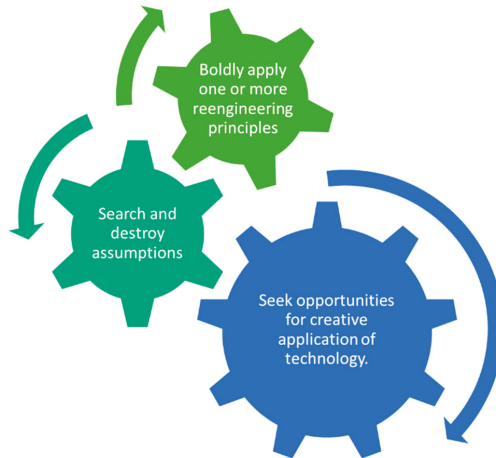 Boldly apply
one or more
reengineering
principles
Search and
destroy
assumptions
Seek opportunities
for creative
application of
technology.